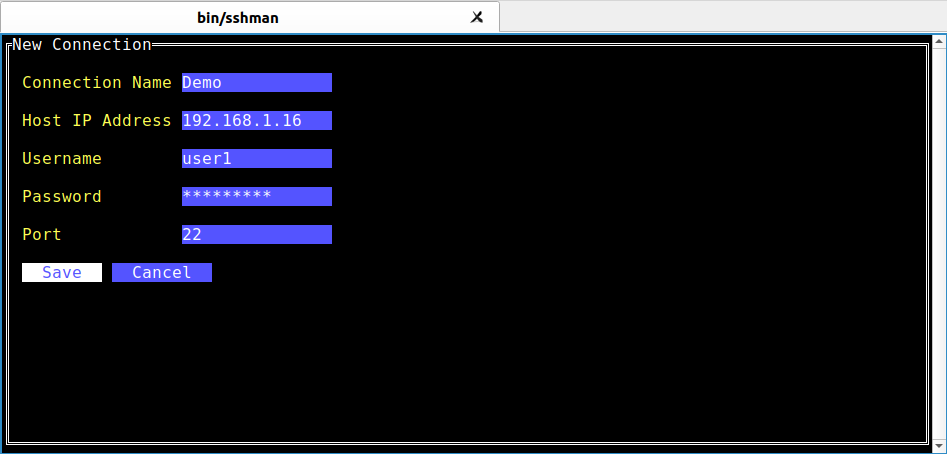 bin/sshman
New Connection
Connection Name Demo
Host IP Address 192.168.1.16
Username user1
Password *********
Port 22
Save Cancel